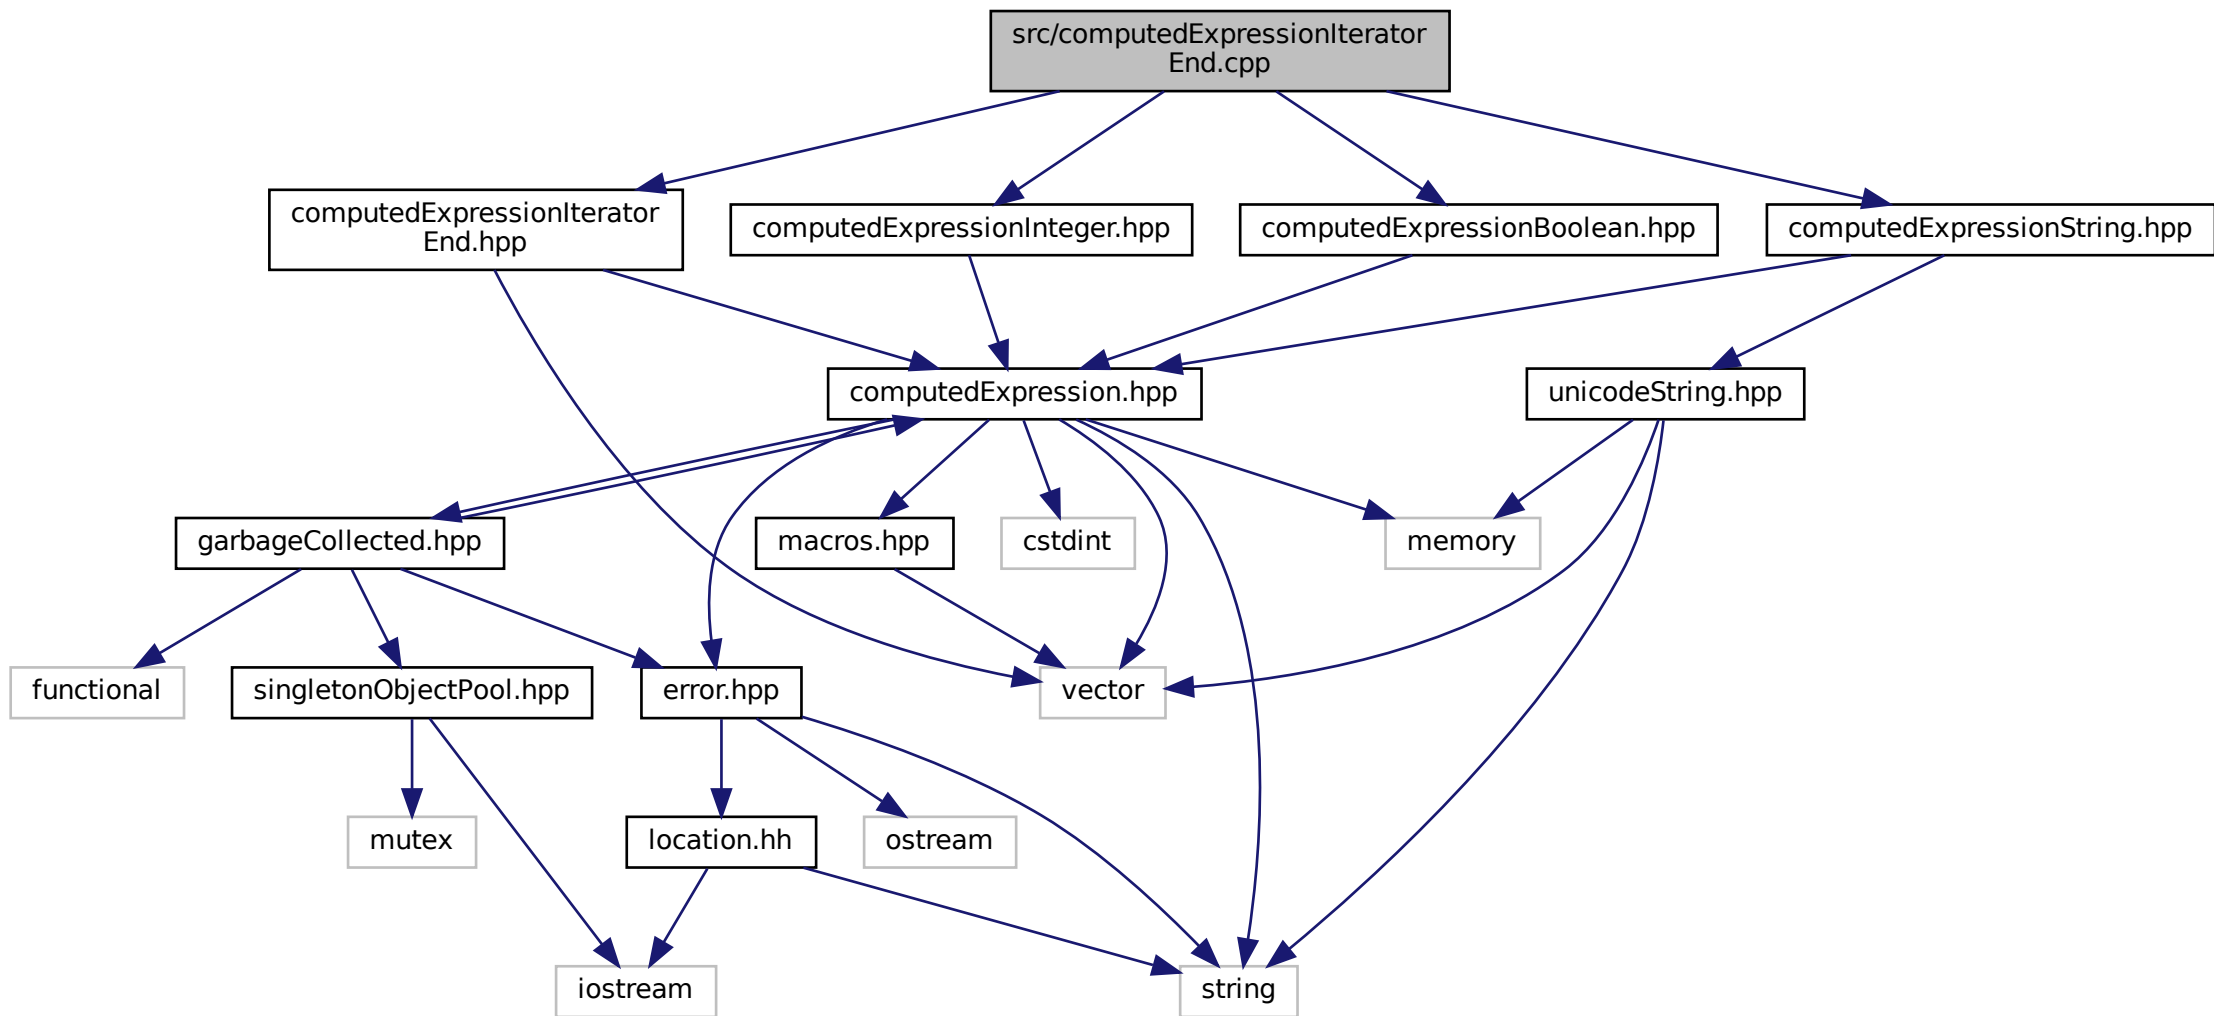 src/computedExpressionIterator
End.cpp
computedExpressionIterator
End.hpp
computedExpressionInteger.hpp
computedExpressionBoolean.hpp
computedExpressionString.hpp
computedExpression.hpp
unicodeString.hpp
garbageCollected.hpp
macros.hpp
cstdint
memory
functional
singletonObjectPool.hpp
error.hpp
vector
mutex
location.hh
ostream
iostream
string